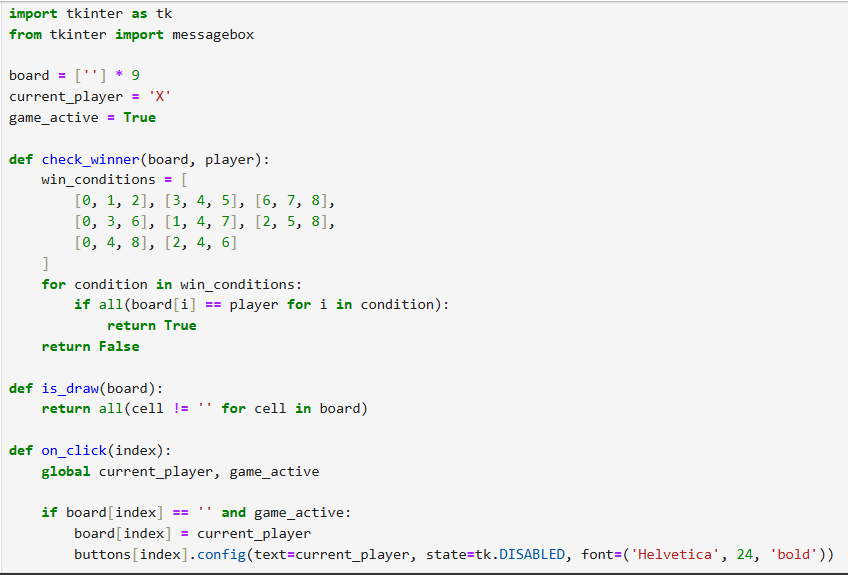 import tkinter as tk
from tkinter import messagebox

board = [''] * 9
current_player = 'X'
game_active = True

def check_winner(board, player):
    win_conditions = [
        [0, 1, 2], [3, 4, 5], [6, 7, 8],
        [0, 3, 6], [1, 4, 7], [2, 5, 8],
        [0, 4, 8], [2, 4, 6]
    ]
    for condition in win_conditions:
        if all(board[i] == player for i in condition):
            return True
    return False

def is_draw(board):
    return all(cell != '' for cell in board)

def on_click(index):
    global current_player, game_active

    if board[index] == '' and game_active:
        board[index] = current_player
        buttons[index].config(text=current_player, state=tk.DISABLED, font=('Helvetica', 24, 'bold'))